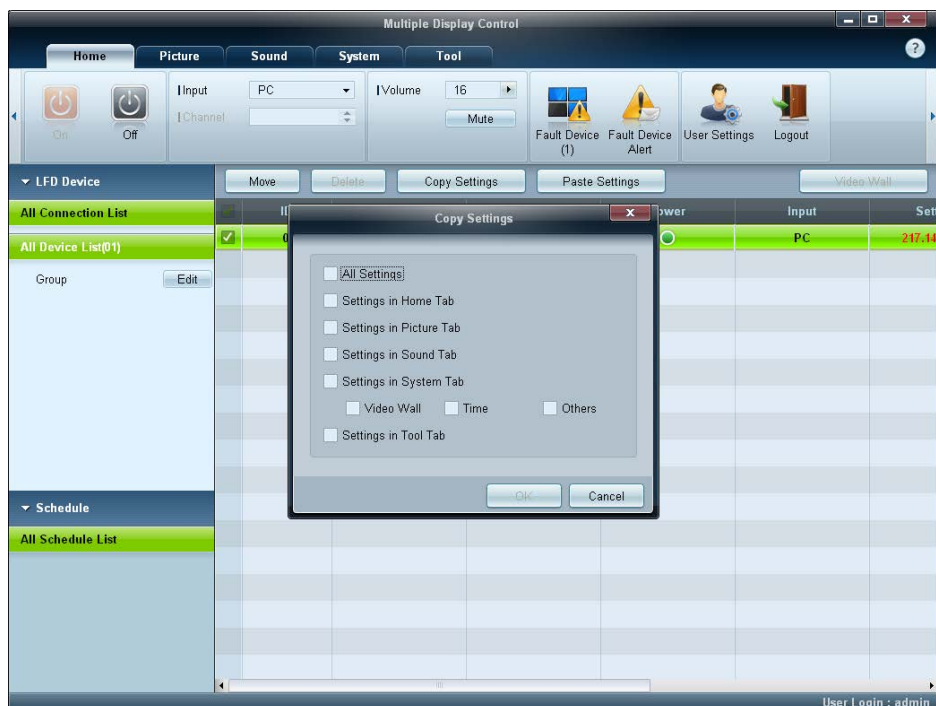 Multiple Display Control
Home Picture Sound System Tool
Input PC Volume 16
Channel Mute
On Off Fault Device (1) Fault Device Alert User Settings Logout
LFD Device Move Delete Copy Settings Paste Settings Video Wall
All Connection List Copy Settings Input
All Device List(01) PC 217.14
Group Edit
All Settings
Settings in Home Tab
Settings in Picture Tab
Settings in Sound Tab
Settings in System Tab
Video Wall Time Others
Settings in Tool Tab
OK Cancel
Schedule
All Schedule List
User Login : admin